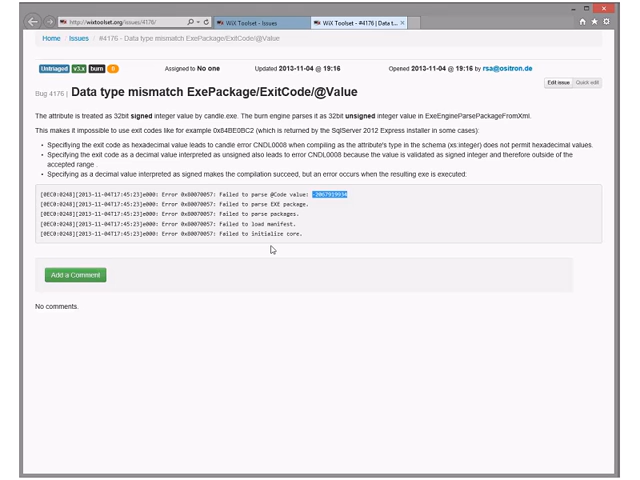 http://wixtoolset.org/issues/4176/
WiX Toolset - Issues
WiX Toolset - #4176 | Data t...
Home / Issues / #4176 - Data type mismatch ExePackage/ExitCode/@Value
Untriaged v3.x burn 0 Assigned to No one Updated 2013-11-04 @ 19:16 Opened 2013-11-04 @ 19:16 by rsa@ositron.de
Edit issue Quick edit
Bug 4176 | Data type mismatch ExePackage/ExitCode/@Value
The attribute is treated as 32bit signed integer value by candle.exe. The burn engine parses it as 32bit unsigned integer value in ExeEngineParsePackageFromXml.
This makes it impossible to use exit codes like for example 0x84BE0BC2 (which is returned by the SqlServer 2012 Express installer in some cases):
• Specifying the exit code as hexadecimal value leads to candle error CNDL0008 when compiling as the attribute's type in the schema (xs:integer) does not permit hexadecimal values.
• Specifying the exit code as a decimal value interpreted as unsigned also leads to error CNDL0008 because the value is validated as signed integer and therefore outside of the
accepted range
• Specifying as a decimal value interpreted as signed makes the compilation succeed, but an error occurs when the resulting exe is executed:
[0EC0:0248][2013-11-04T17:45:23]e000: Error 0x80070057: Failed to parse @Code value: -2067919934
[0EC0:0248][2013-11-04T17:45:23]e000: Error 0x80070057: Failed to parse EXE package.
[0EC0:0248][2013-11-04T17:45:23]e000: Error 0x80070057: Failed to parse packages.
[0EC0:0248][2013-11-04T17:45:23]e000: Error 0x80070057: Failed to load manifest.
[0EC0:0248][2013-11-04T17:45:23]e000: Error 0x80070057: Failed to initialize core.
Add a Comment
No comments.